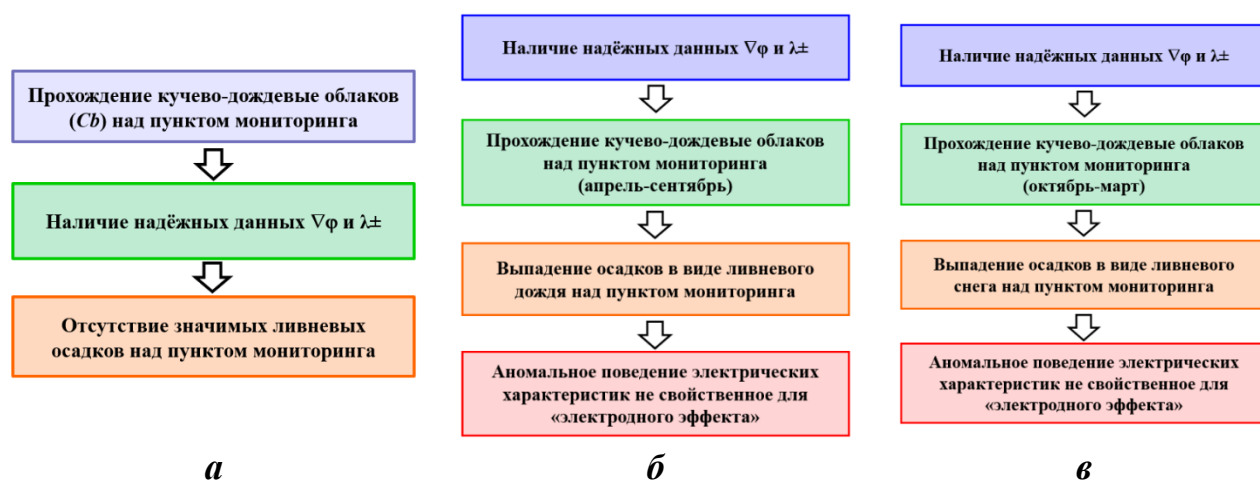 Прохождение кучево-дождевые облаков
(Cb) над пунктом мониторинга
Наличие надёжных данных ∇φ и λ±
Отсутствие значимых ливневых
осадков над пунктом мониторинга
а
Наличие надёжных данных ∇φ и λ±
Прохождение кучево-дождевые облаков
над пунктом мониторинга
(апрель-сентябрь)
Выпадение осадков в виде ливневого
дождя над пунктом мониторинга
Аномальное поведение электрических
характеристик не свойственное для
«электродного эффекта»
б
Наличие надёжных данных ∇φ и λ±
Прохождение кучево-дождевые облаков
над пунктом мониторинга
(октябрь-март)
Выпадение осадков в виде ливневого
снега над пунктом мониторинга
Аномальное поведение электрических
характеристик не свойственное для
«электродного эффекта»
в